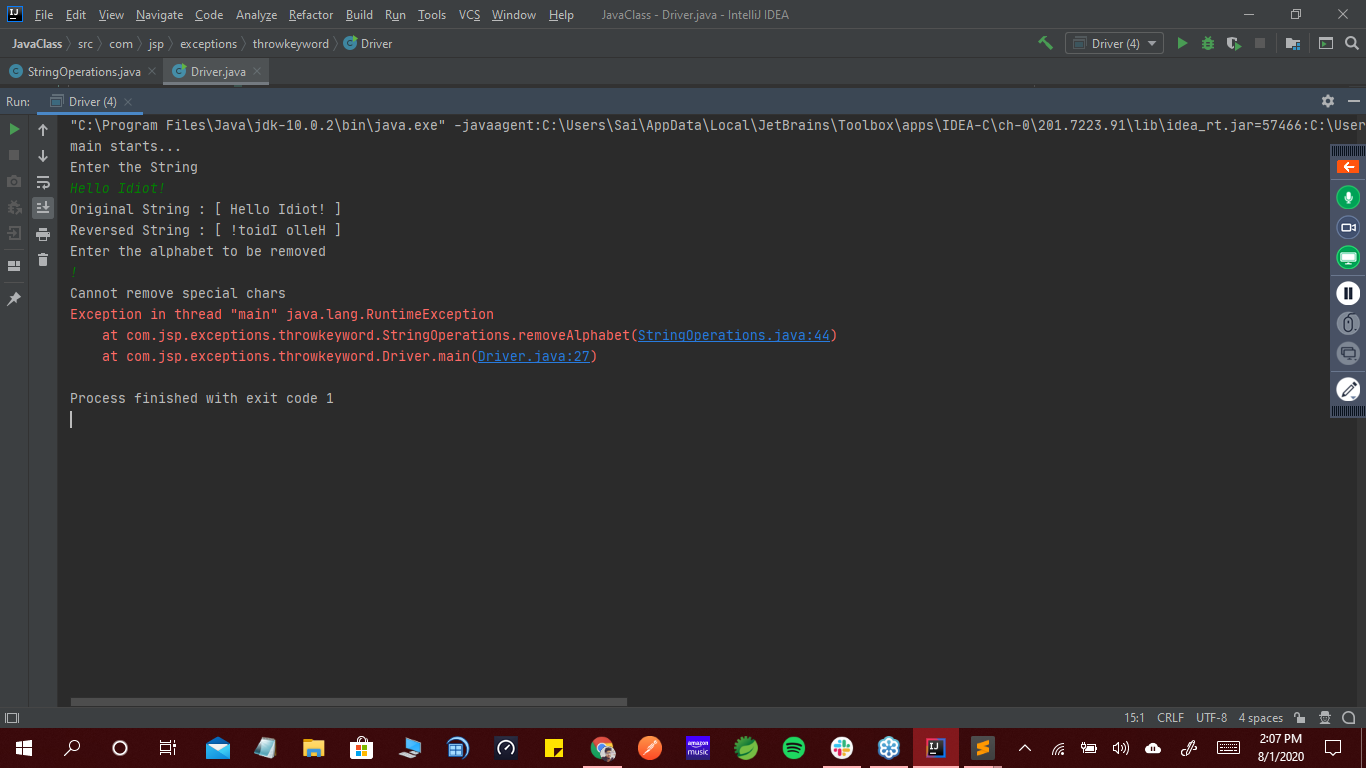 File Edit View Navigate Code Analyze Refactor Build Run Tools VCS Window Help JavaClass - Driver.java - IntelliJ IDEA
JavaClass src com jsp exceptions throwkeyword Driver Driver (4)
StringOperations.java Driver.java
Run: Driver (4)
"C:\Program Files\Java\jdk-10.0.2\bin\java.exe" -javaagent:C:\Users\Sai\AppData\Local\JetBrains\Toolbox\apps\IDEA-C\ch-0\201.7223.91\lib\idea_rt.jar=57466:C:\User
main starts...
Enter the String
Hello Idiot!
Original String : [ Hello Idiot! ]
Reversed String : [ !toidI olleH ]
Enter the alphabet to be removed
!
Cannot remove special chars
Exception in thread "main" java.lang.RuntimeException
at com.jsp.exceptions.throwkeyword.StringOperations.removeAlphabet(StringOperations.java:44)
at com.jsp.exceptions.throwkeyword.Driver.main(Driver.java:27)
Process finished with exit code 1
15:1 CRLF UTF-8 4 spaces
amazon music
2:07 PM
8/1/2020